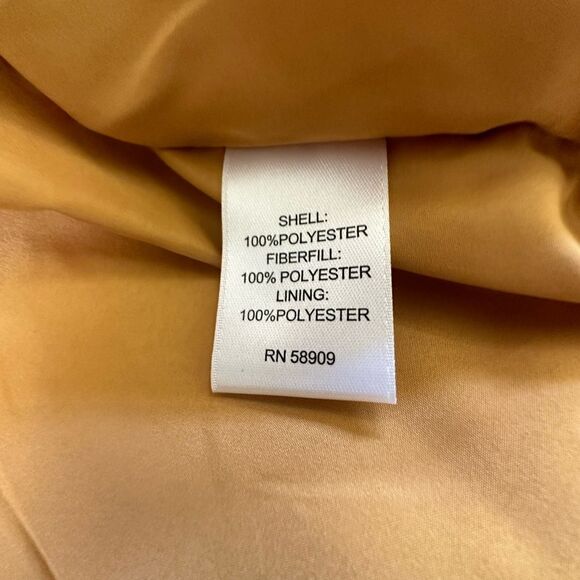 SHELL:
100%POLYESTER
FIBERFILL:
100% POLYESTER
LINING:
100%POLYESTER
RN 58909